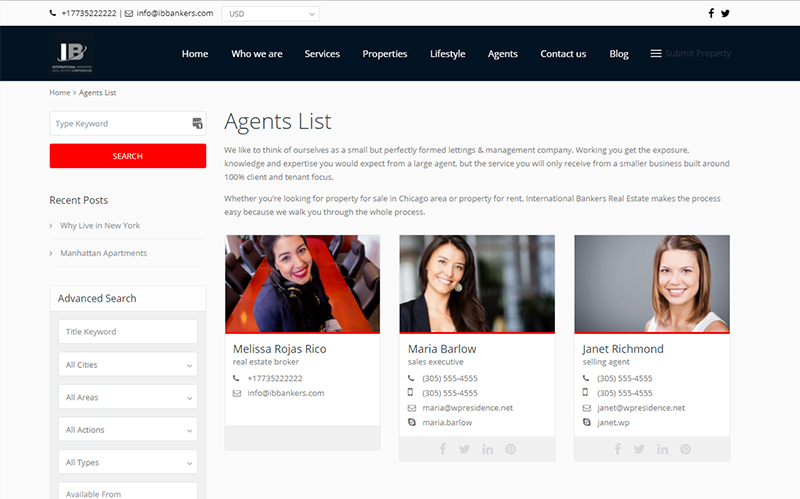 +17735222222 | info@ibbankers.com USD
IB
INTERNATIONAL BANKERS
REAL ESTATE CORPORATION
Home Who we are Services Properties Lifestyle Agents Contact us Blog Submit Property
Home > Agents List
Type Keyword
SEARCH
Recent Posts
Why Live in New York
Manhattan Apartments
Advanced Search
Title Keyword
All Cities
All Areas
All Actions
All Types
Available From
Agents List
We like to think of ourselves as a small but perfectly formed lettings & management company. Working you get the exposure,
knowledge and expertise you would expect from a large agent, but the service you will only receive from a smaller business built around
100% client and tenant focus.
Whether you're looking for property for sale in Chicago area or property for rent, International Bankers Real Estate makes the process
easy because we walk you through the whole process.
Melissa Rojas Rico
real estate broker
+17735222222
info@ibbankers.com
Maria Barlow
sales executive
(305) 555-4555
(305) 555-4555
maria@wpresidence.net
maria.barlow
Janet Richmond
selling agent
(305) 555-4555
(305) 555-4555
janet@wpresidence.net
janet.wp